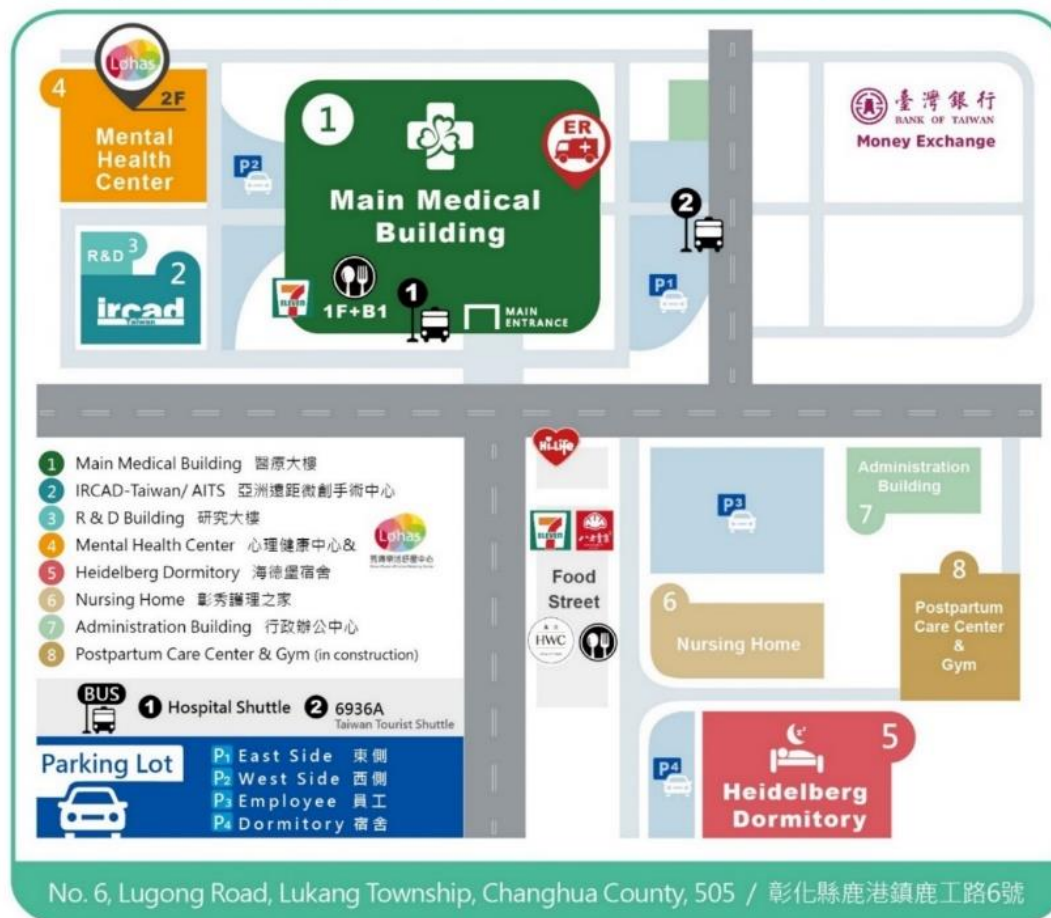 Lohas
2F
4
Mental
Health
Center
P2
1
ER
Main Medical
Building
臺灣銀行
BANK OF TAIWAN
Money Exchange
2
P1
R&D 3
2
ircad
Taiwan
7
ELEVEN
1F+B1
1
MAIN
ENTRANCE
1 Main Medical Building 醫療大樓
2 IRCAD-Taiwan/ AITS 亞洲遠距微創手術中心
3 R & D Building 研究大樓
4 Mental Health Center 心理健康中心&
Lohas
5 Heidelberg Dormitory 海德堡宿舍
6 Nursing Home 彰秀護理之家
7 Administration Building 行政辦公中心
8 Postpartum Care Center & Gym (in construction)
BUS
1 Hospital Shuttle 2 6936A
Taiwan Tourist Shuttle
Parking Lot
P1 East Side 東側
P2 West Side 西側
P3 Employee 員工
P4 Dormitory 宿舍
Hi-Life
7
ELEVEN
Food
Street
HWC
P3
Administration
Building
7
6
Nursing Home
8
Postpartum
Care Center
&
Gym
P4
5
Heidelberg
Dormitory
No. 6, Lugong Road, Lukang Township, Changhua County, 505 / 彰化縣鹿港鎮鹿工路6號